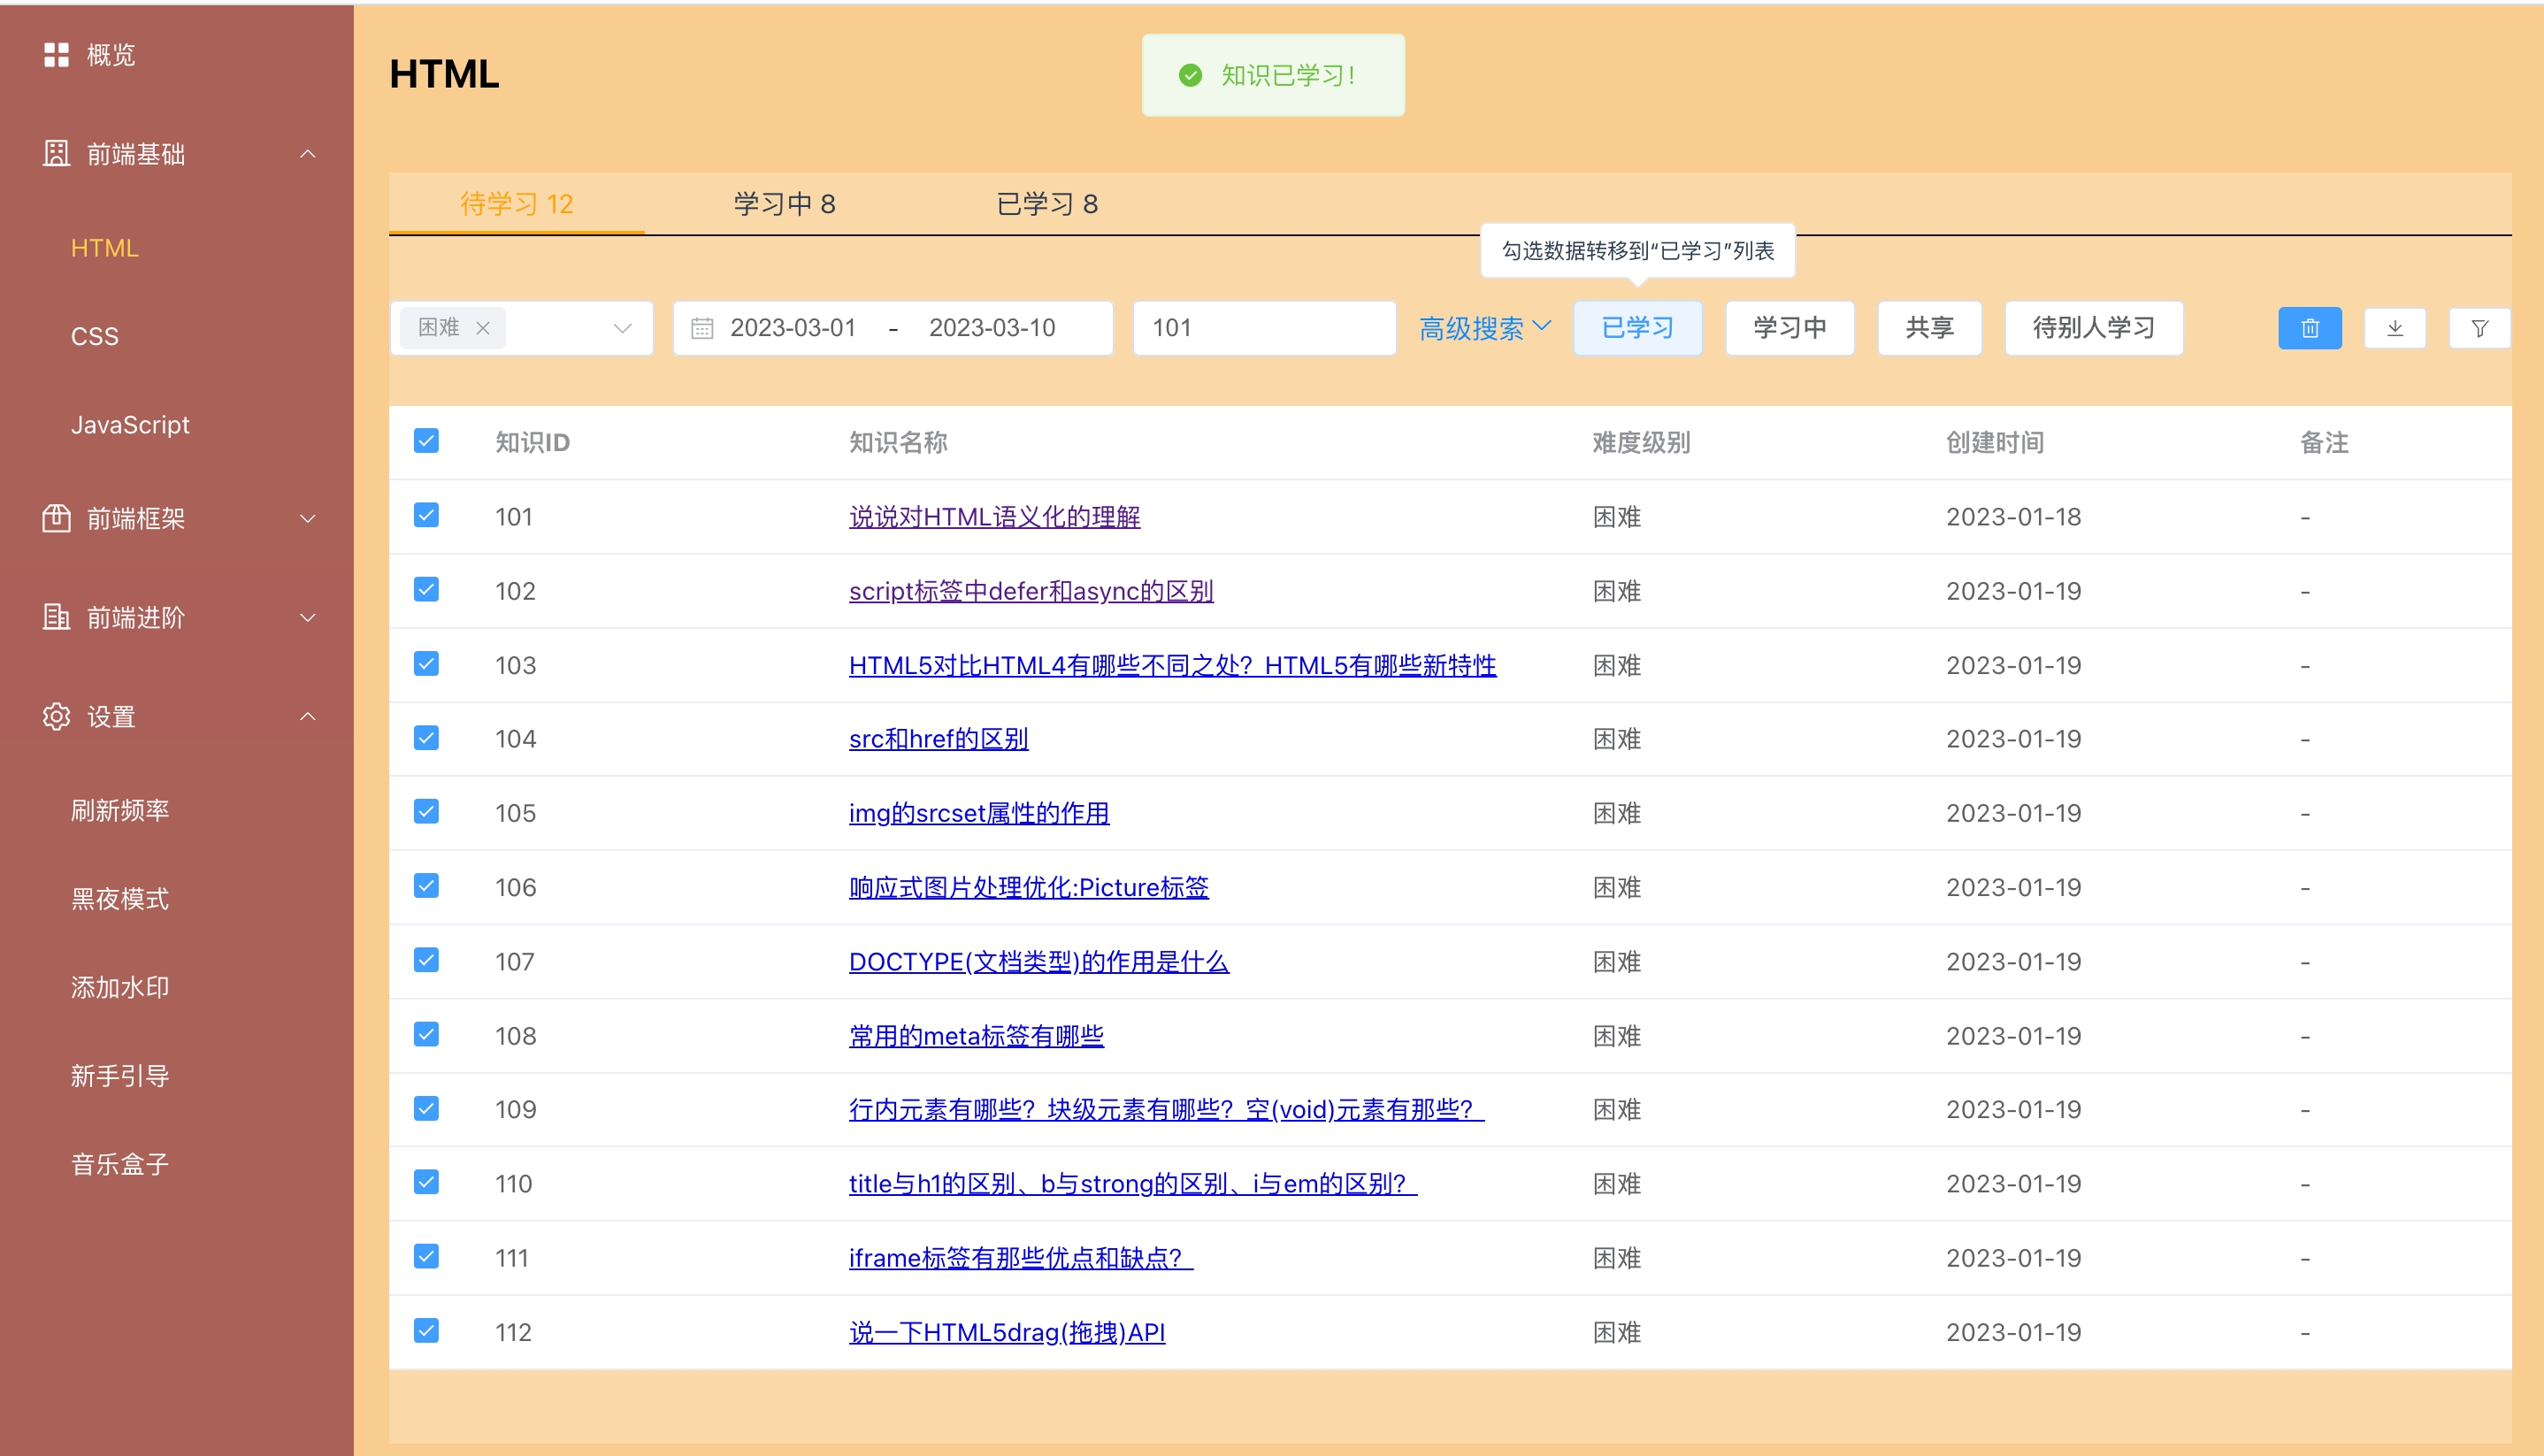 概览
前端基础
HTML
CSS
JavaScript
前端框架
前端进阶
设置
刷新频率
黑夜模式
添加水印
新手引导
音乐盒子
HTML
知识已学习！
待学习 12 学习中 8 已学习 8
勾选数据转移到“已学习”列表
困难 2023-03-01 - 2023-03-10 101 高级搜索 已学习 学习中 共享 待别人学习
知识ID 知识名称 难度级别 创建时间 备注
101 说说对HTML语义化的理解 困难 2023-01-18 -
102 script标签中defer和async的区别 困难 2023-01-19 -
103 HTML5对比HTML4有哪些不同之处？HTML5有哪些新特性 困难 2023-01-19 -
104 src和href的区别 困难 2023-01-19 -
105 img的srcset属性的作用 困难 2023-01-19 -
106 响应式图片处理优化:Picture标签 困难 2023-01-19 -
107 DOCTYPE(文档类型)的作用是什么 困难 2023-01-19 -
108 常用的meta标签有哪些 困难 2023-01-19 -
109 行内元素有哪些？块级元素有哪些？空(void)元素有那些？ 困难 2023-01-19 -
110 title与h1的区别、b与strong的区别、i与em的区别？ 困难 2023-01-19 -
111 iframe标签有那些优点和缺点？ 困难 2023-01-19 -
112 说一下HTML5drag(拖拽)API 困难 2023-01-19 -